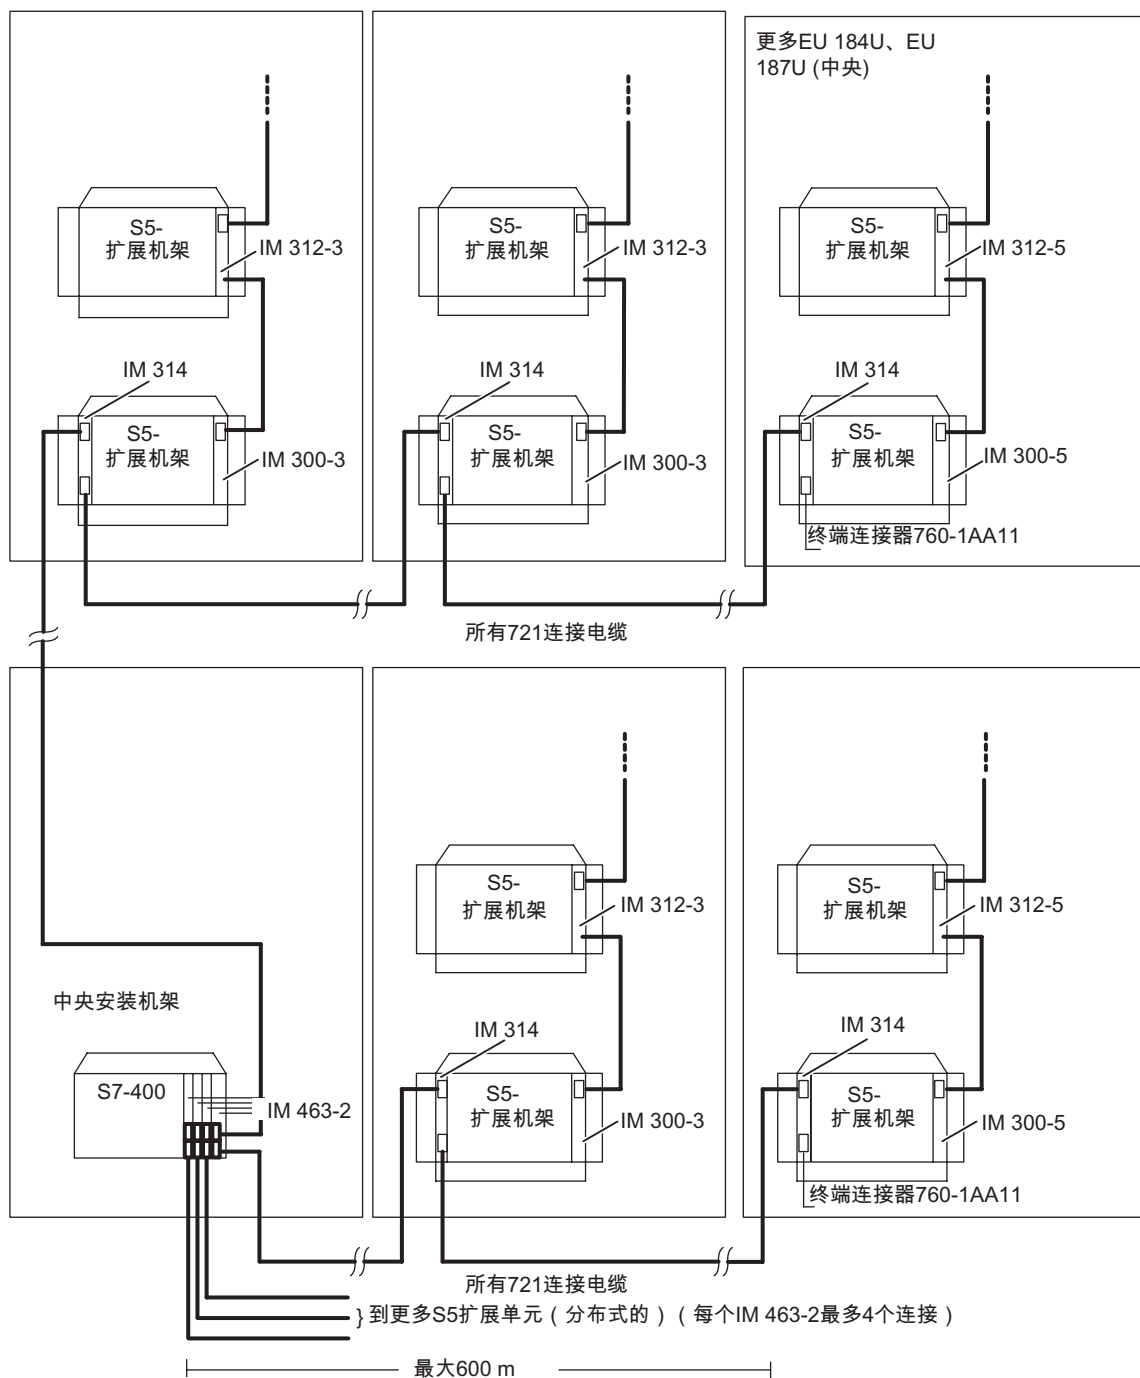 更多EU 184U、EU
187U (中央)
S5-
扩展机架
IM 312-3
S5-
扩展机架
IM 312-3
S5-
扩展机架
IM 312-5
IM 314
S5-
扩展机架
IM 300-3
IM 314
S5-
扩展机架
IM 300-3
IM 314
S5-
扩展机架
IM 300-5
终端连接器760-1AA11
所有721连接电缆
S5-
扩展机架
IM 312-3
S5-
扩展机架
IM 312-5
中央安装机架
S7-400
IM 463-2
IM 314
S5-
扩展机架
IM 300-3
IM 314
S5-
扩展机架
IM 300-5
终端连接器760-1AA11
所有721连接电缆
} 到更多S5扩展单元（分布式的）（每个IM 463-2最多4个连接）
最大600 m